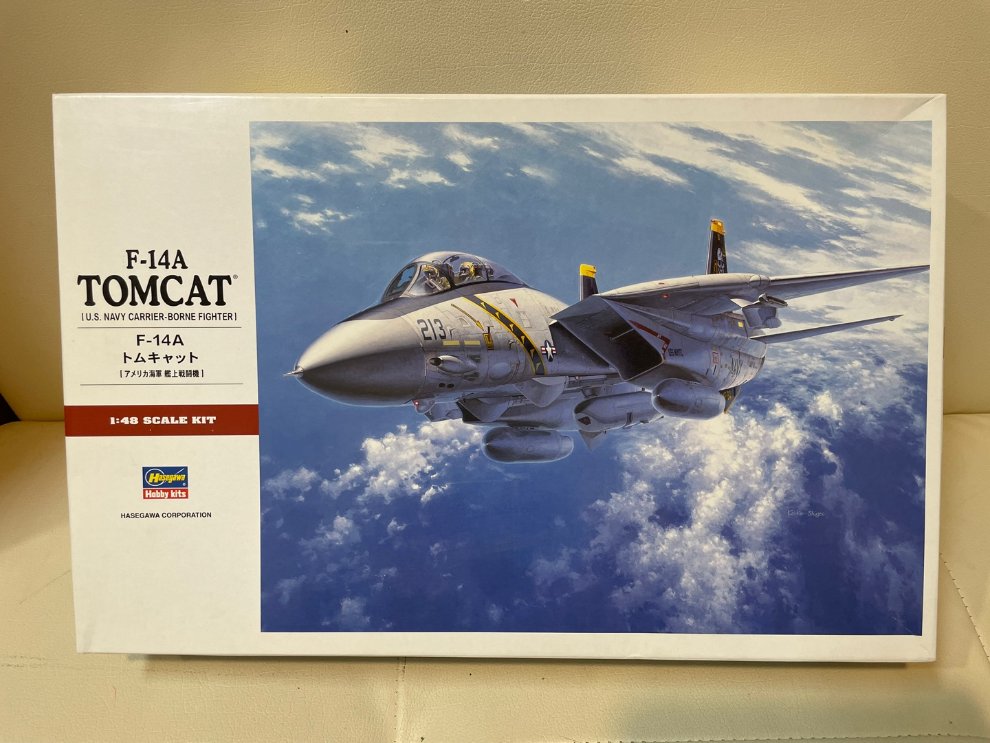 F-14A
TOMCAT®
[U.S. NAVY CARRIER-BORNE FIGHTER]
F-14A
トムキャット
[アメリカ海軍 艦上戦闘機]
1:48 SCALE KIT
Hasegawa
Hobby kits
HASEGAWA CORPORATION
213